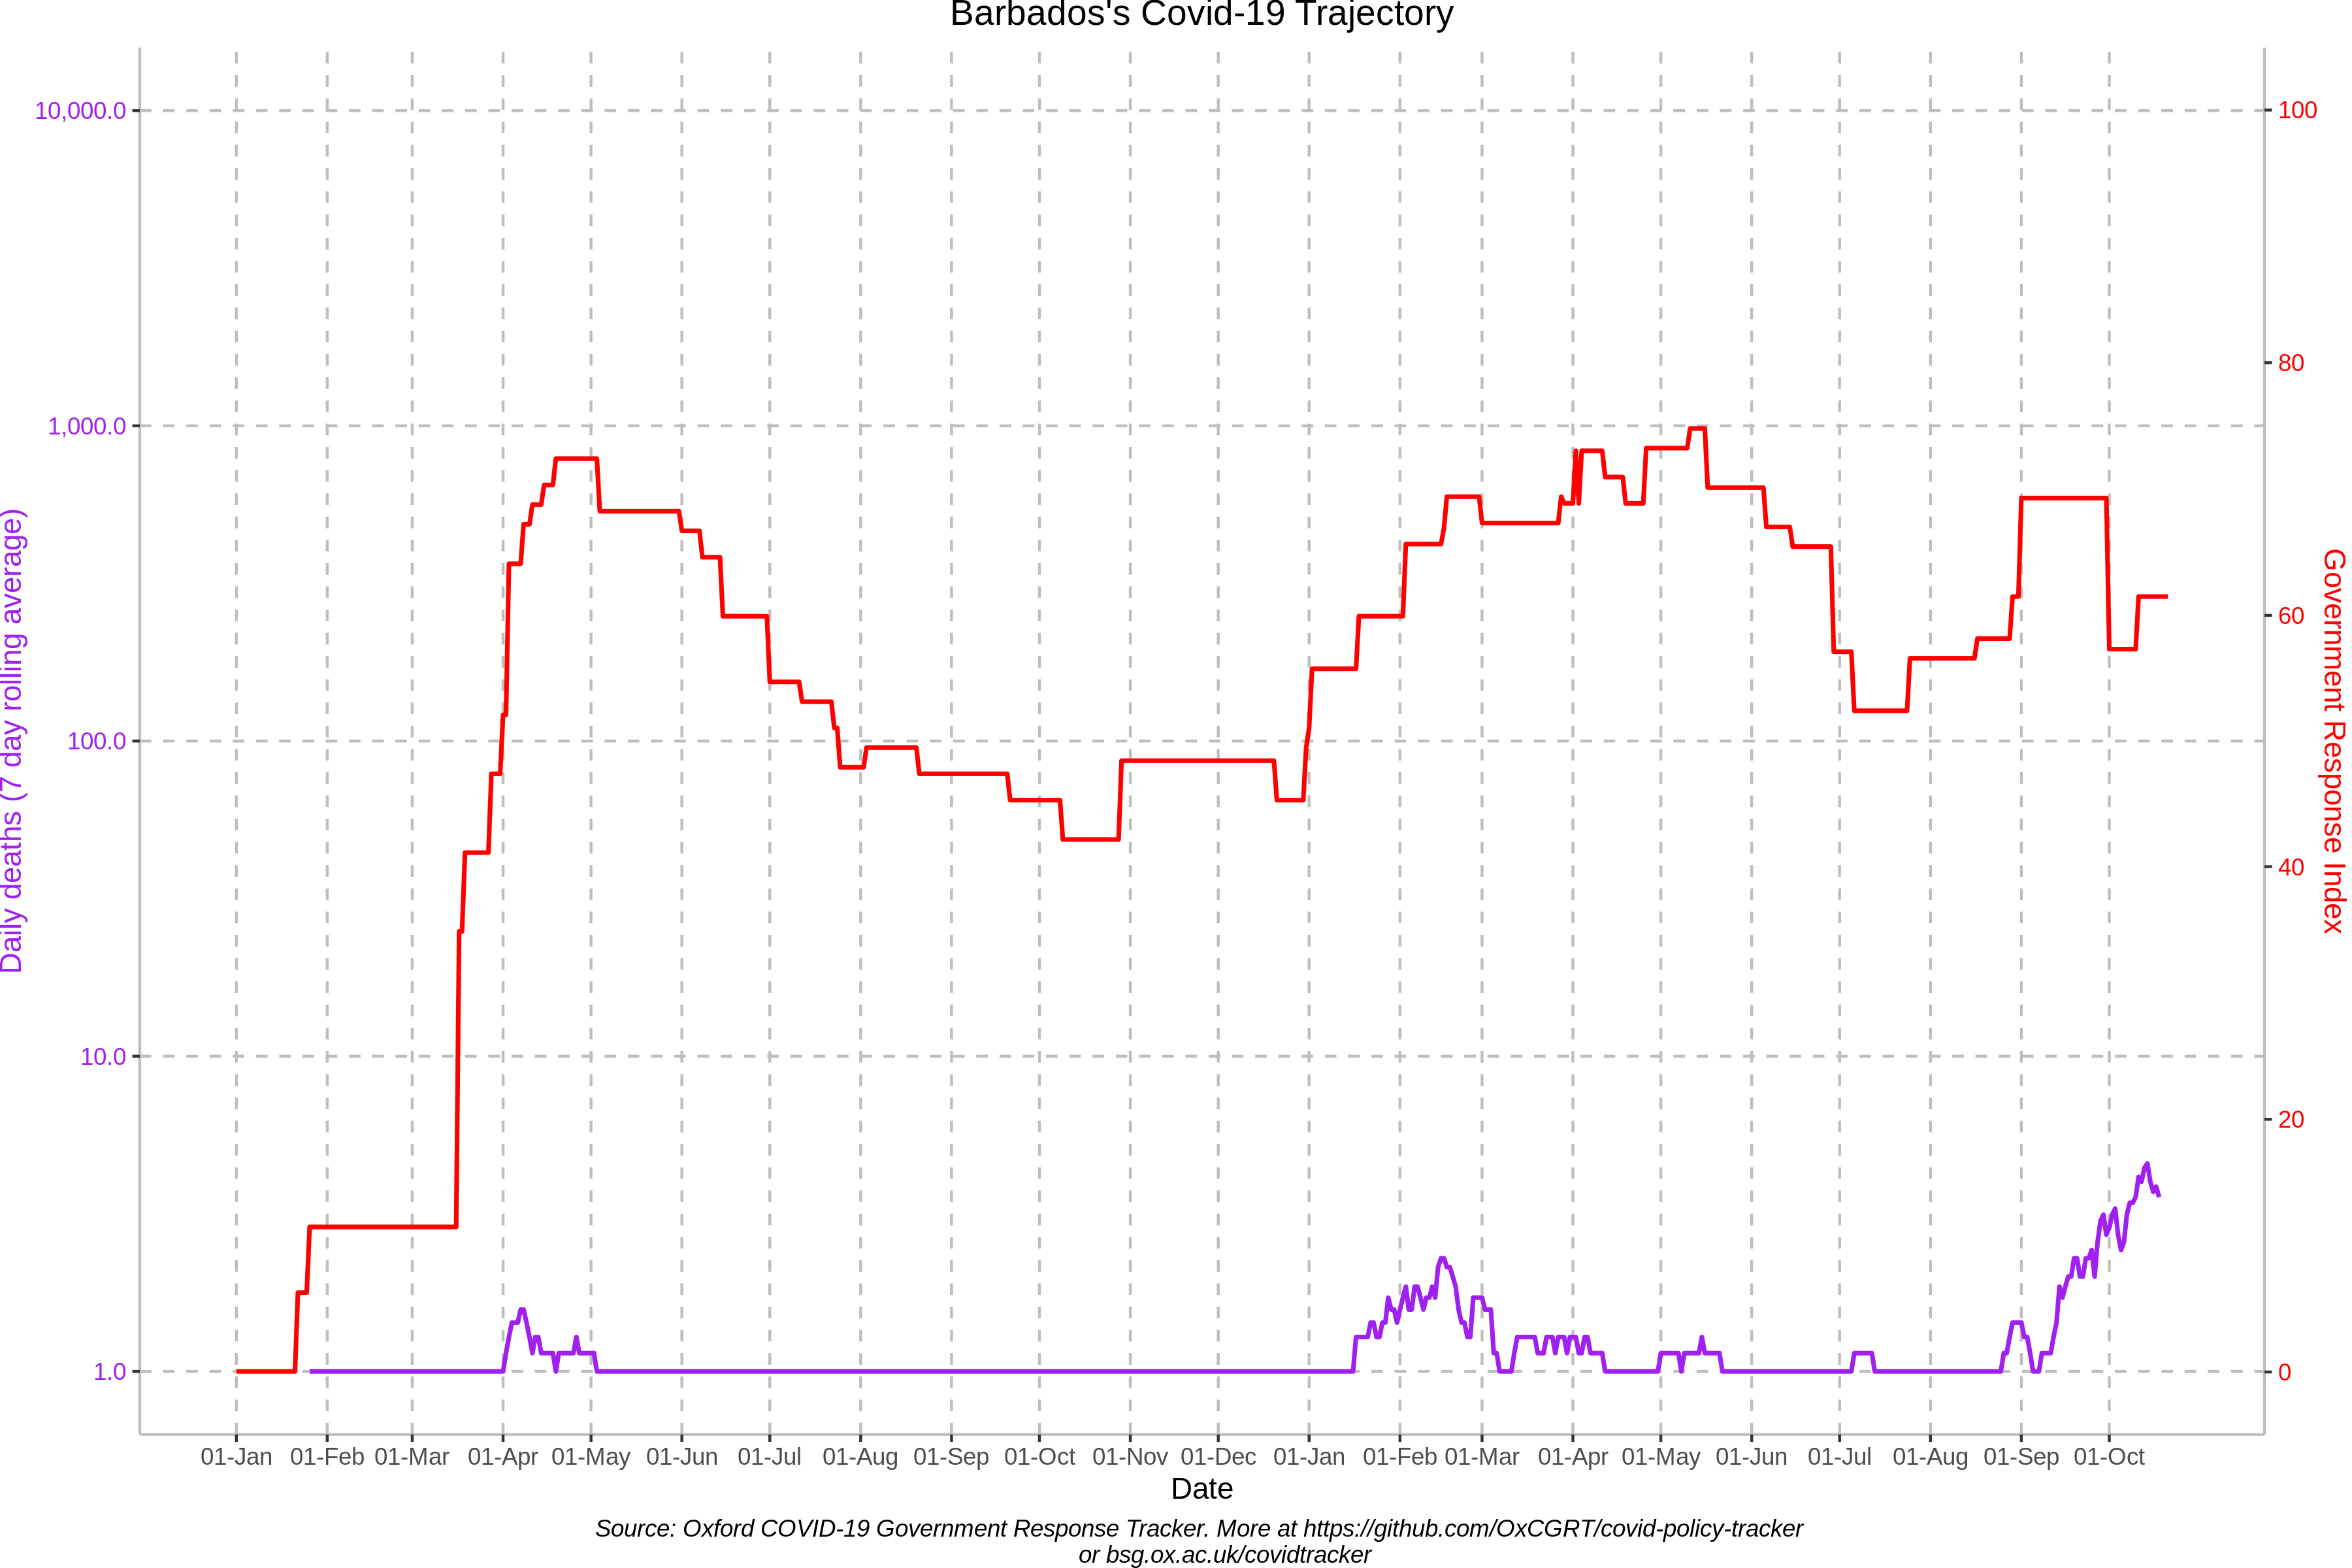 Barbados's Covid-19 Trajectory
10,000.0
1,000.0
100.0
10.0
1.0
Daily deaths (7 day rolling average)
100
80
60
40
20
0
Government Response Index
01-Jan 01-Feb 01-Mar 01-Apr 01-May 01-Jun 01-Jul 01-Aug 01-Sep 01-Oct 01-Nov 01-Dec 01-Jan 01-Feb 01-Mar 01-Apr 01-May 01-Jun 01-Jul 01-Aug 01-Sep 01-Oct
Date
Source: Oxford COVID-19 Government Response Tracker. More at https://github.com/OxCGRT/covid-policy-tracker
or bsg.ox.ac.uk/covidtracker